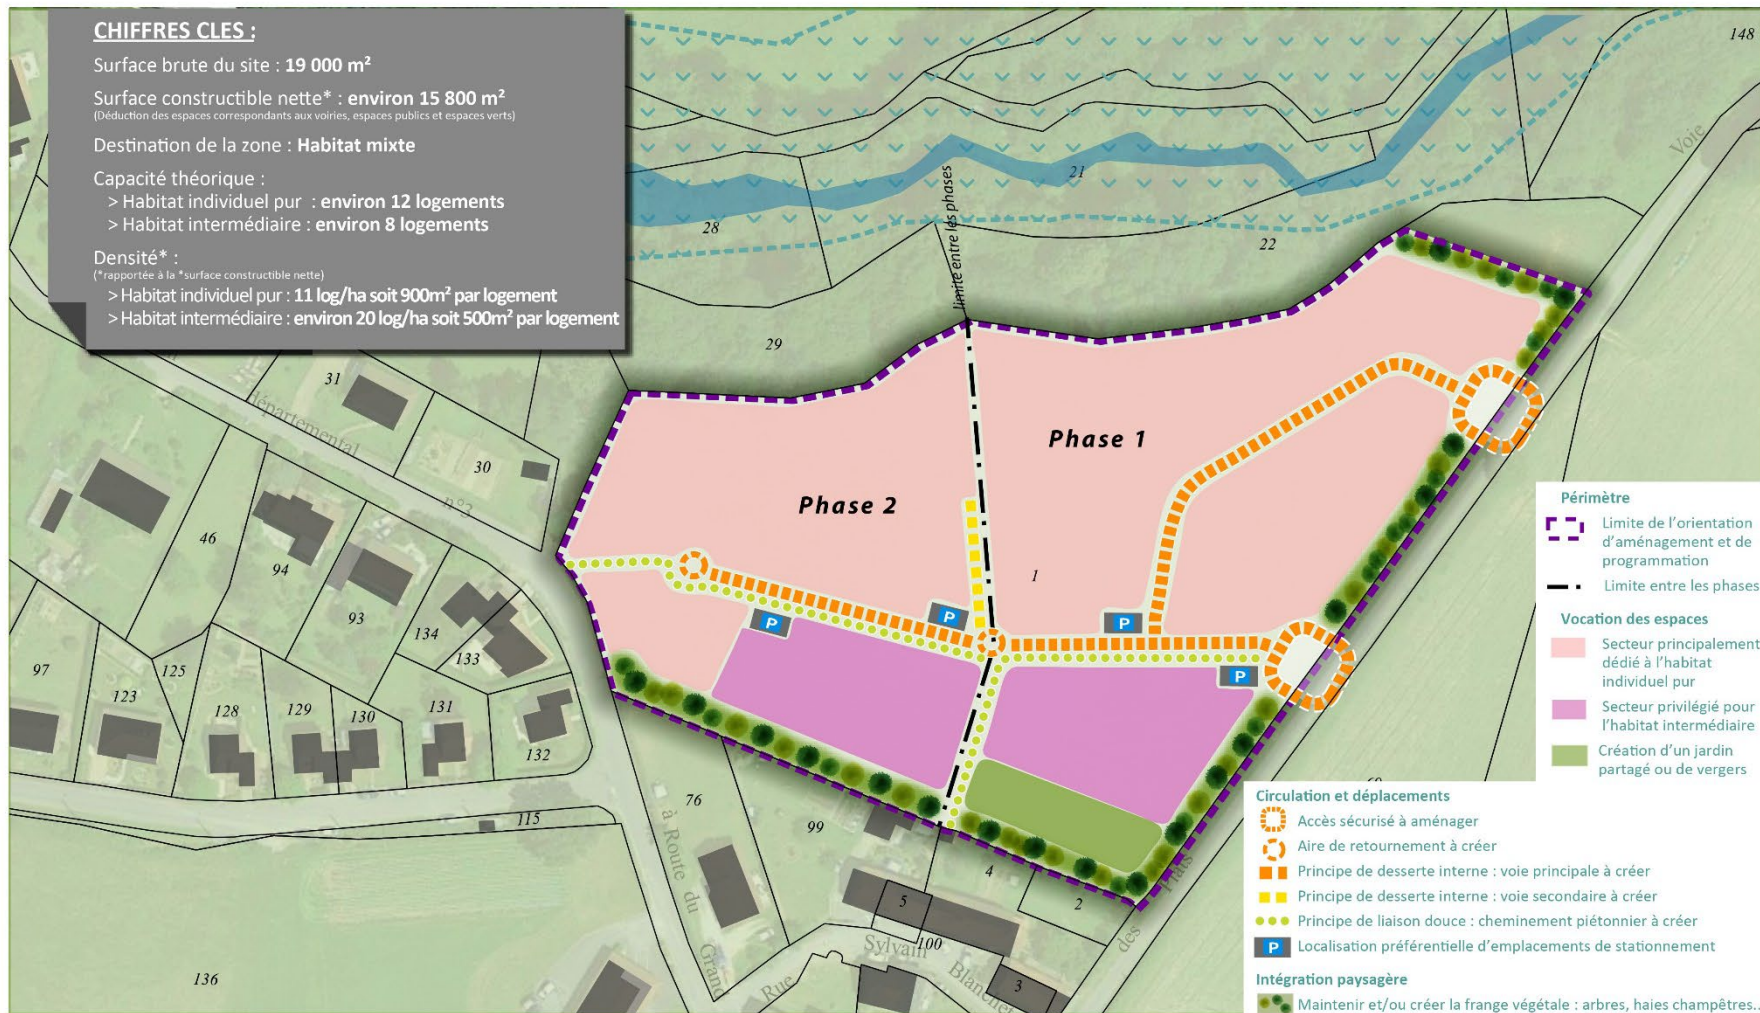 CHIFFRES CLES :
Surface brute du site : 19 000 m²
Surface constructible nette* : environ 15 800 m²
(Déduction des espaces correspondants aux voiries, espaces publics et espaces verts)
Destination de la zone : Habitat mixte
Capacité théorique :
> Habitat individuel pur : environ 12 logements
> Habitat intermédiaire : environ 8 logements
Densité* :
(*rapportée à la *surface constructible nette)
> Habitat individuel pur : 11 log/ha soit 900m² par logement
> Habitat intermédiaire : environ 20 log/ha soit 500m² par logement
148
Voie
21
28
22
limite entre les phases
29
31
Départemental
30
n°3
Phase 1
Phase 2
46
94
93
134
133
1
97
123
125
128
129
130
131
132
P
P
P
P
115
76
99
à Route du
Grand
4
2
5
100
3
des Plats
Rue
Sylvain
Blanchet
136
Périmètre
Limite de l'orientation
d'aménagement et de
programmation
Limite entre les phases
Vocation des espaces
Secteur principalement
dédié à l'habitat
individuel pur
Secteur privilégié pour
l'habitat intermédiaire
Création d'un jardin
partagé ou de vergers
Circulation et déplacements
Accès sécurisé à aménager
Aire de retournement à créer
Principe de desserte interne : voie principale à créer
Principe de desserte interne : voie secondaire à créer
Principe de liaison douce : cheminement piétonnier à créer
P Localisation préférentielle d'emplacements de stationnement
Intégration paysagère
Maintenir et/ou créer la frange végétale : arbres, haies champêtres..